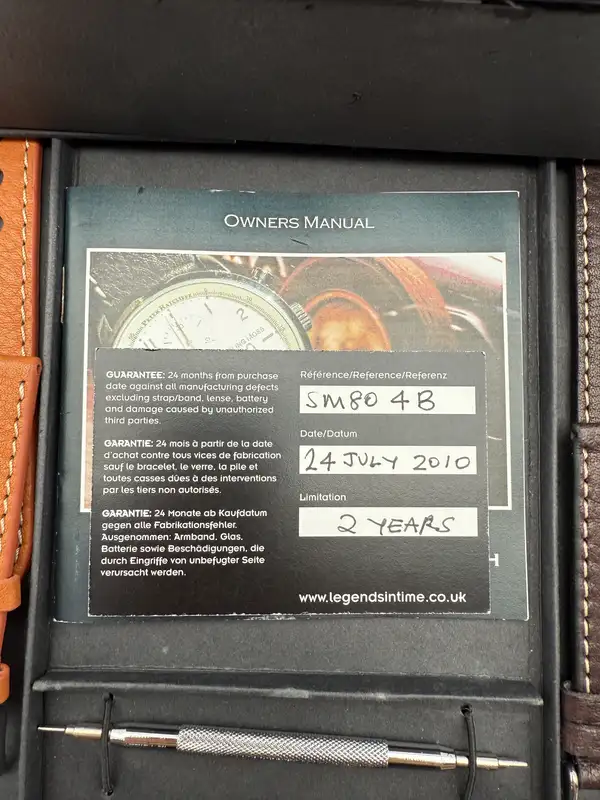 OWNERS MANUAL
2
GUARANTEE: 24 months from purchase
date against all manufacturing defects
excluding strap/band, lense, battery
and damage caused by unauthorized
third parties.
GARANTIE: 24 mois à partir de la date
d'achat contre tous vices de fabrication
sauf le bracelet, le verre, la pile et
toutes casses dûes à des interventions
par les tiers non autorisés.
GARANTIE: 24 Monate ab Kaufdatum
gegen alle Fabrikationsfehler.
Ausgenommen: Armband, Glas,
Batterie sowie Beschädigungen, die
durch Eingriffe von unbefugter Seite
verursacht werden.
Référence/Reference/Referenz
SM80 4B
Date/Datum
24 JULY 2010
Limitation
2 YEARS
H
www.legendsintime.co.uk